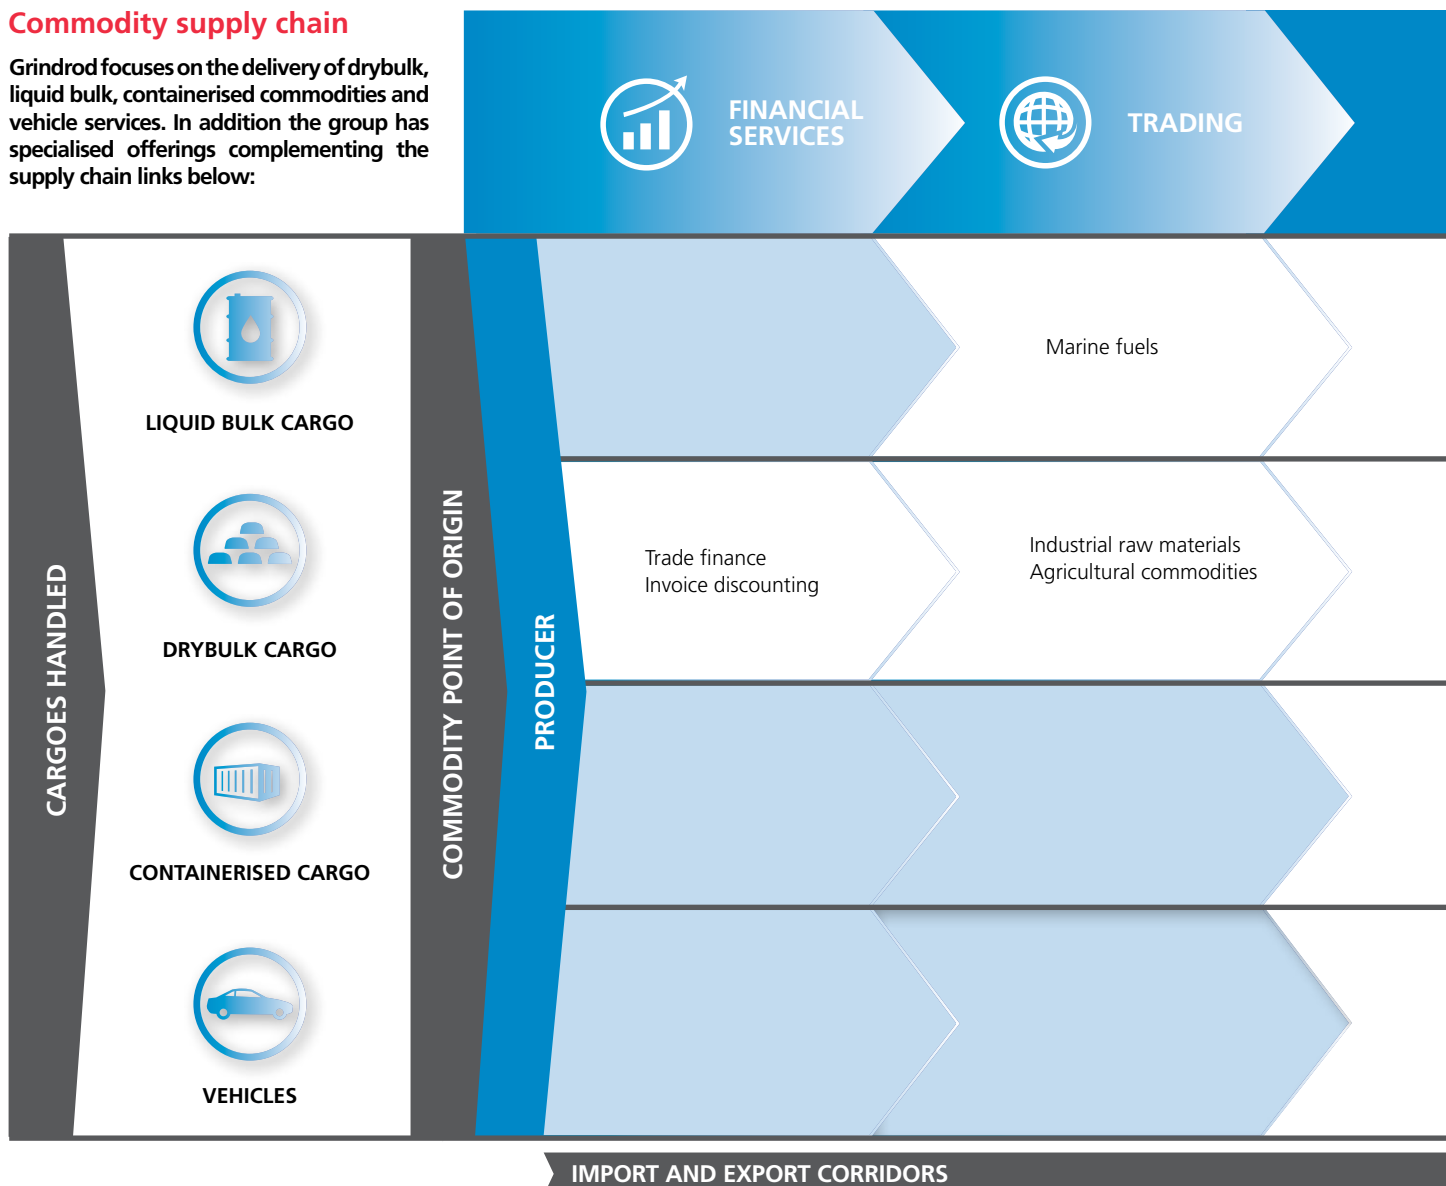 Commodity supply chain
Grindrod focuses on the delivery of drybulk,
liquid bulk, containerised commodities and
vehicle services. In addition the group has
specialised offerings complementing the
supply chain links below:
FINANCIAL
SERVICES
TRADING
CARGOES HANDLED
LIQUID BULK CARGO
DRYBULK CARGO
CONTAINERISED CARGO
VEHICLES
COMMODITY POINT OF ORIGIN
PRODUCER
Marine fuels
Trade finance
Invoice discounting
Industrial raw materials
Agricultural commodities
IMPORT AND EXPORT CORRIDORS